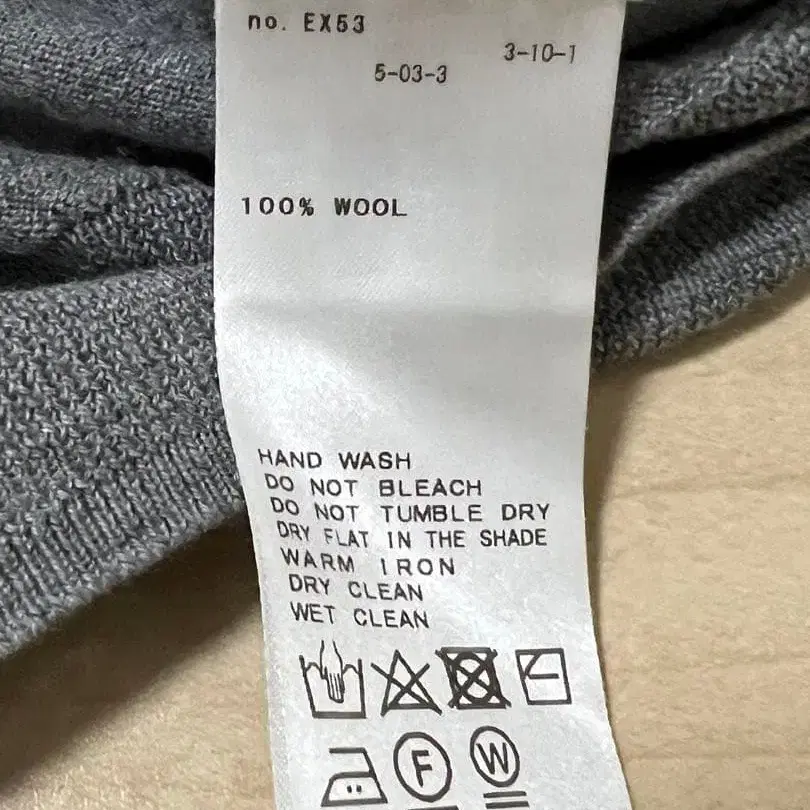 no. EX53
3-10-1
5-03-3
100% WOOL
HAND WASH
DO NOT BLEACH
DO NOT TUMBLE DRY
DRY FLAT IN THE SHADE
WARM IRON
DRY CLEAN
WET CLEAN
F W